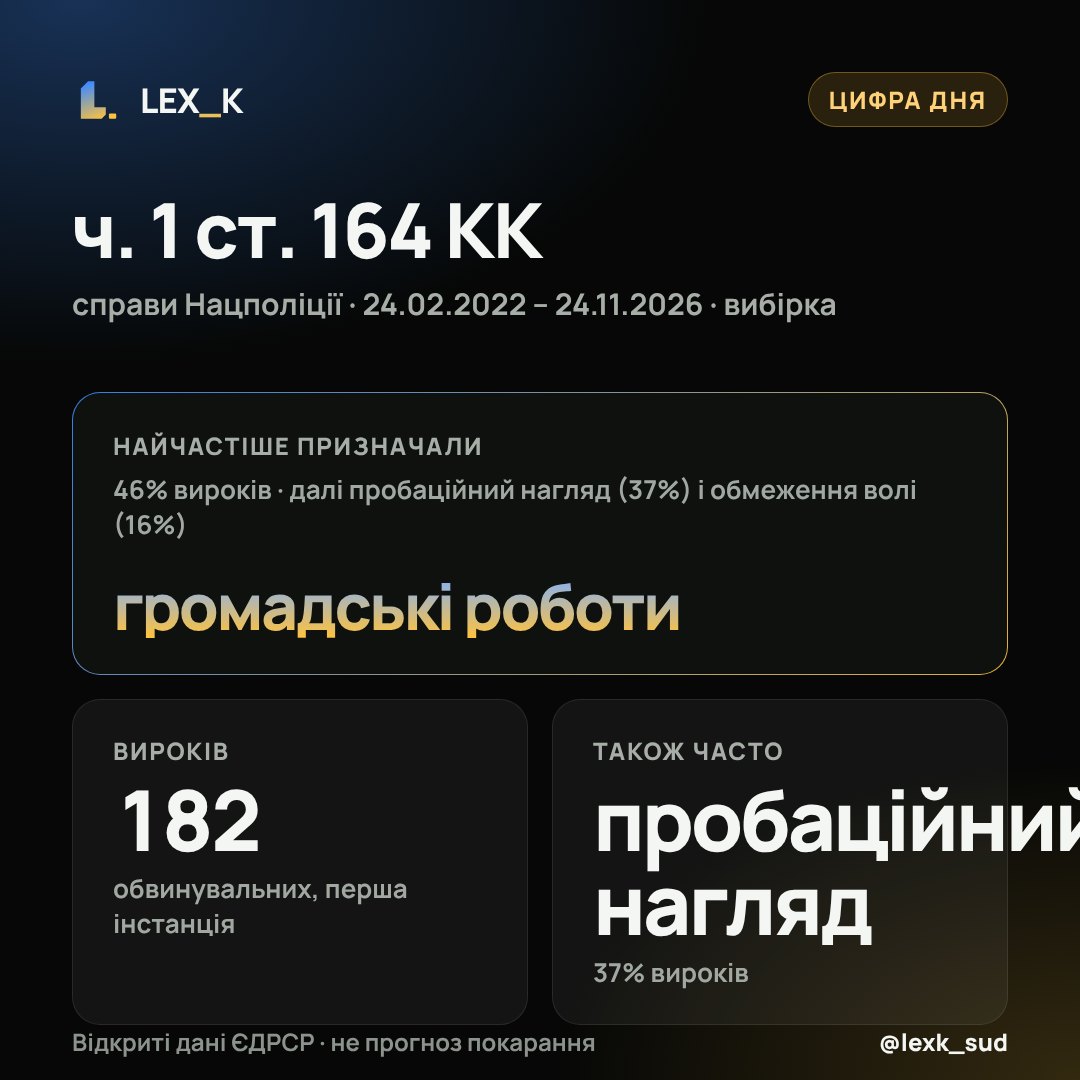 LEX_K
ЦИФРА ДНЯ
ч. 1 ст. 164 КК
справи Нацполіції · 24.02.2022 – 24.11.2026 · вибірка
НАЙЧАСТІШЕ ПРИЗНАЧАЛИ
46% вироків · далі пробаційний нагляд (37%) і обмеження волі
(16%)
громадські роботи
ВИРОКІВ
182
обвинувальних, перша
інстанція
ТАКОЖ ЧАСТО
пробаційний
нагляд
37% вироків
Відкриті дані ЄДРСР · не прогноз покарання
@lexk_sud